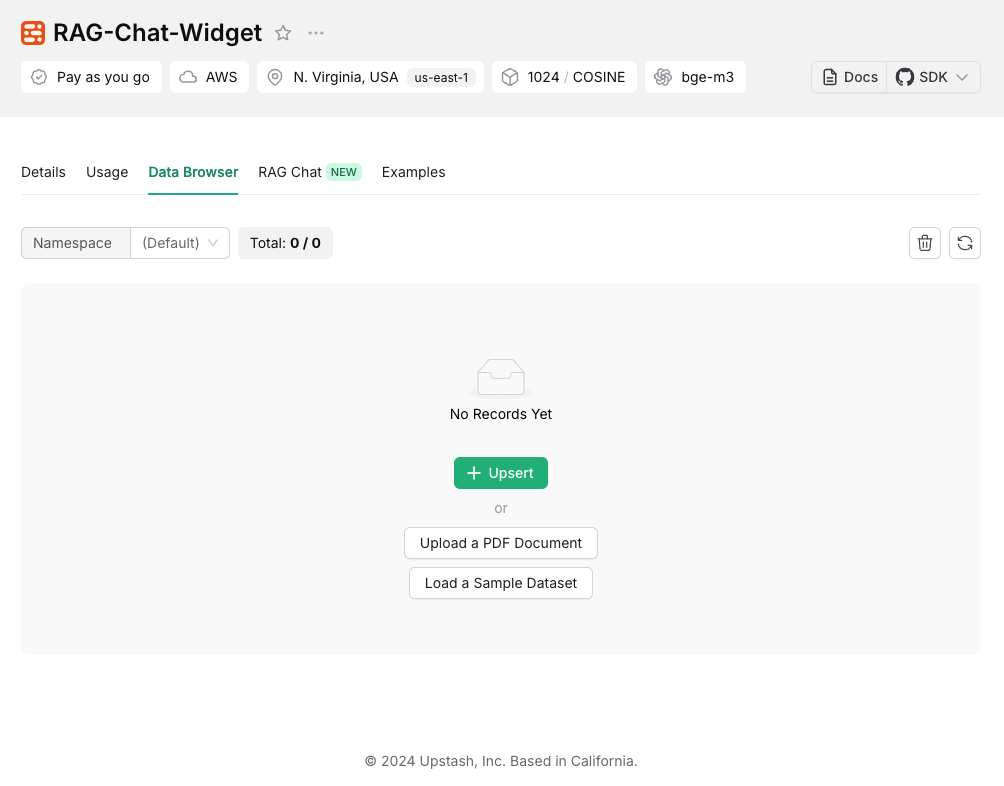 RAG-Chat-Widget
Pay as you go AWS N. Virginia, USA us-east-1 1024 / COSINE bge-m3 Docs SDK
Details Usage Data Browser RAG Chat NEW Examples
Namespace (Default) Total: 0 / 0
No Records Yet
Upsert
or
Upload a PDF Document
Load a Sample Dataset
© 2024 Upstash, Inc. Based in California.